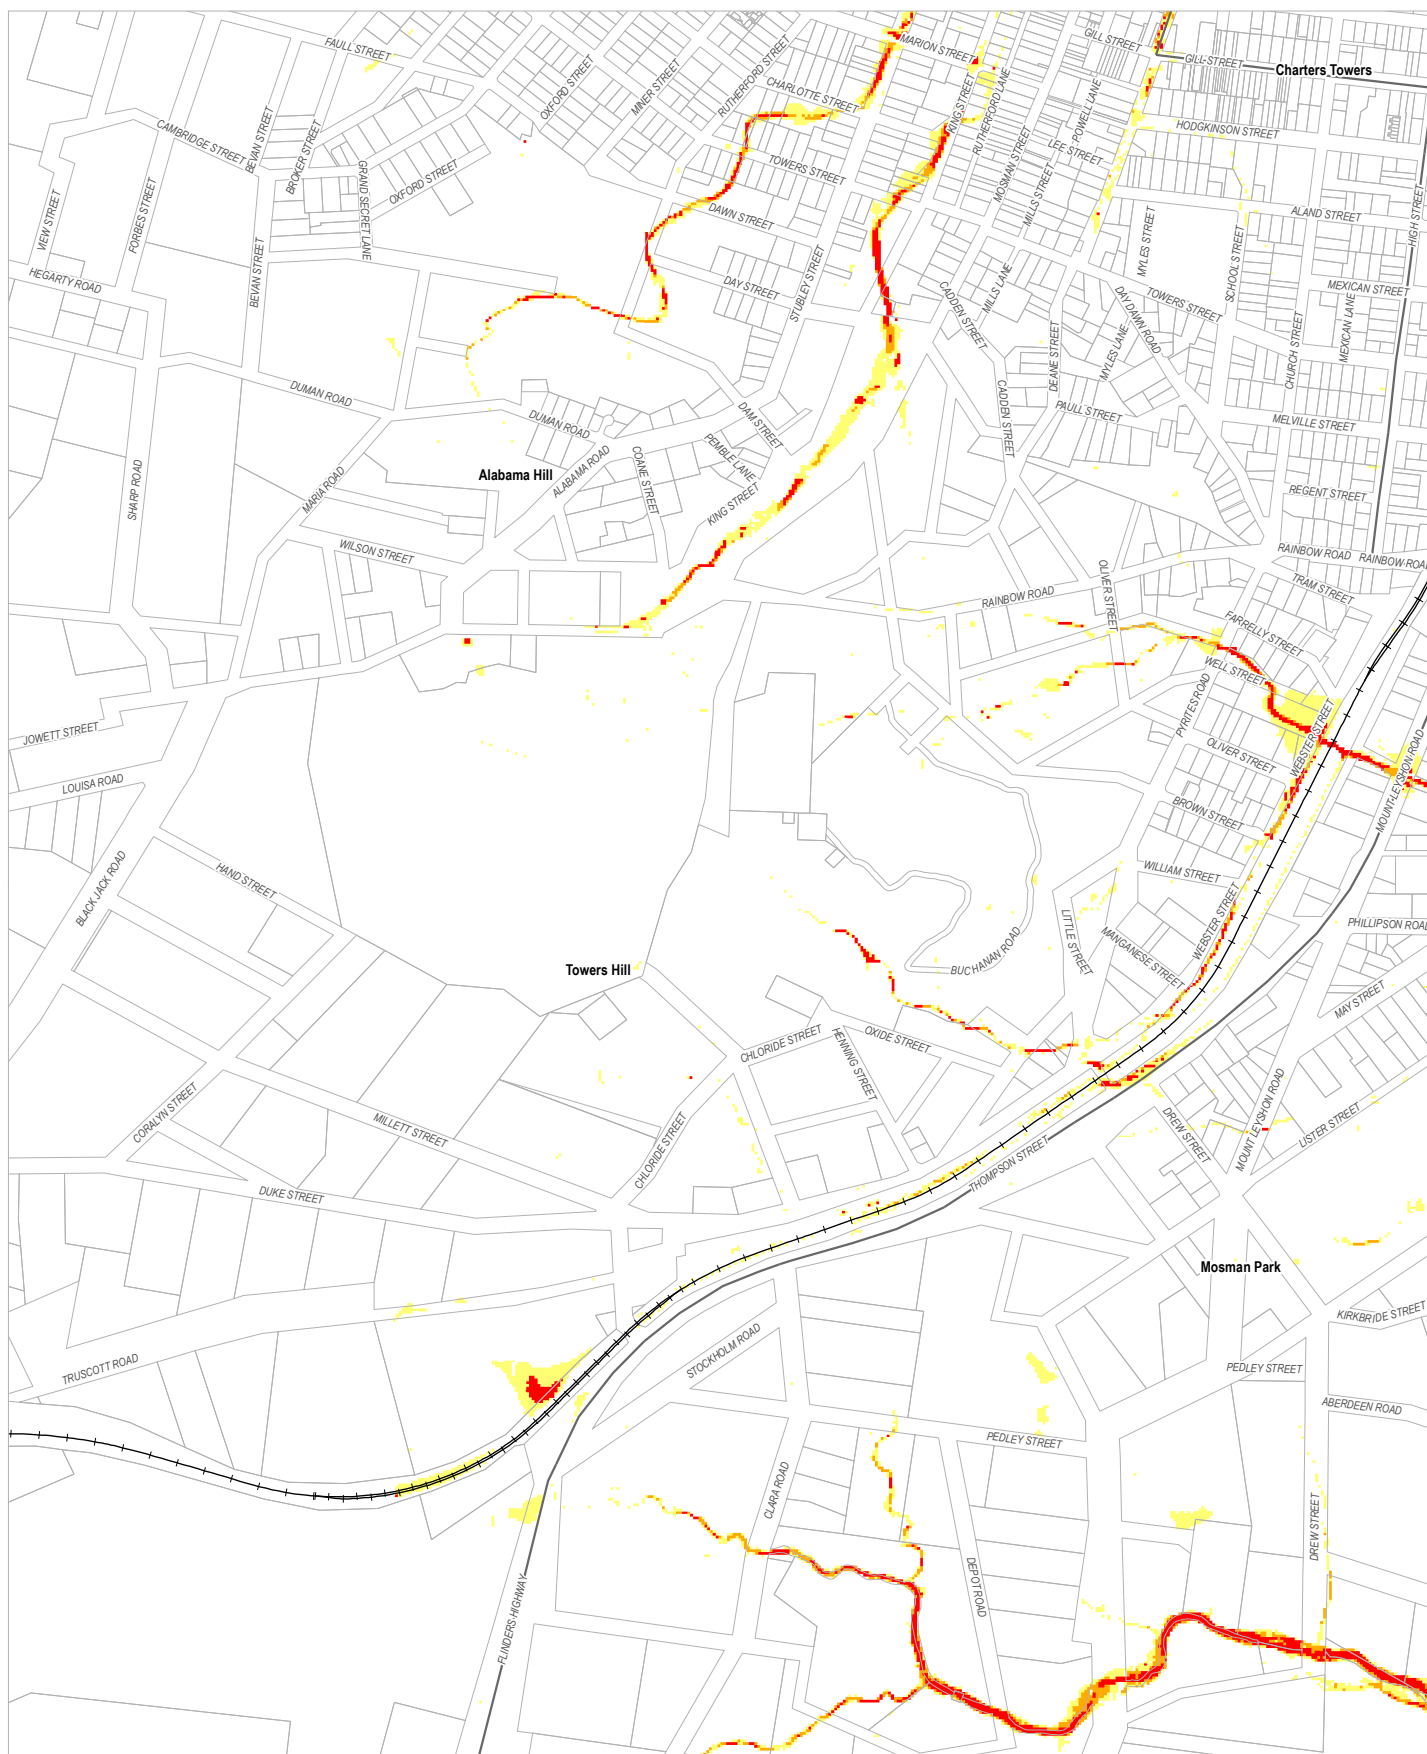 FAULL STREET
OXFORD STREET
MINER STREET
RUTHERFORD STREET
MARION STREET
GILL STREET
GILL STREET
Charters Towers
CHARLOTTE STREET
KING STREET
RUTHERFORD LANE
POWELL LANE
HODGKINSON STREET
CAMBRIDGE STREET
BEVAN STREET
BROKER STREET
GRAND SECRET LANE
OXFORD STREET
TOWERS STREET
MOSMAN STREET
LEE STREET
MILLS STREET
VIEW STREET
FORBES STREET
DAWN STREET
ALAND STREET
HIGH STREET
MYLES STREET
SCHOOL STREET
HEGARTY ROAD
BEVAN STREET
DAY STREET
STUBLEY STREET
CADDEN STREET
MILLS LANE
DAY DAWN ROAD
TOWERS STREET
MEXICAN STREET
MEXICAN LANE
CHURCH STREET
DEANE STREET
MYLES LANE
DUMAN ROAD
DUMAN ROAD
DAM STREET
CADDEN STREET
PAULL STREET
MELVILLE STREET
Alabama Hill
ALABAMA ROAD
COANE STREET
PEMBLE LANE
KING STREET
SHARP ROAD
MARIA ROAD
REGENT STREET
WILSON STREET
RAINBOW ROAD
RAINBOW ROAD
RAINBOW ROAD
OLIVER STREET
TRAM STREET
FARRELLY STREET
WELL STREET
PYRITES ROAD
JOWETT STREET
OLIVER STREET
WEBSTER STREET
MOUNT LEYSHON ROAD
LOUISA ROAD
BROWN STREET
HAND STREET
BLACK JACK ROAD
WILLIAM STREET
LITTLE STREET
WEBSTER STREET
MANGANESE STREET
PHILLIPSON ROAD
Towers Hill
BUCHANAN ROAD
MAY STREET
CHLORIDE STREET
HENNING STREET
OXIDE STREET
CORALYN STREET
MILLETT STREET
CHLORIDE STREET
DREW STREET
MOUNT LEYSHON ROAD
LISTER STREET
DUKE STREET
THOMPSON STREET
Mosman Park
KIRKBRIDE STREET
TRUSCOTT ROAD
STOCKHOLM ROAD
PEDLEY STREET
ABERDEEN ROAD
PEDLEY STREET
CLARA ROAD
DREW STREET
DEPOT ROAD
FLINDERS HIGHWAY